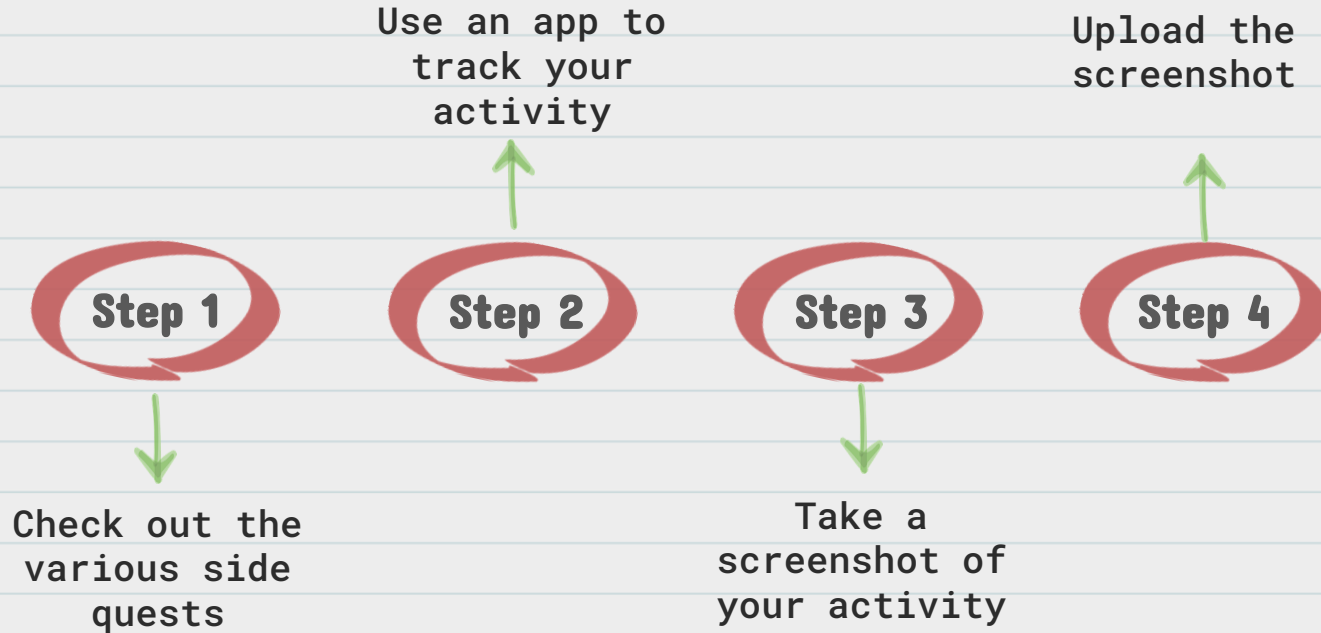 Use an app to
track your
activity
Upload the
screenshot
Step 1
Step 2
Step 3
Step 4
Check out the
various side
quests
Take a
screenshot of
your activity